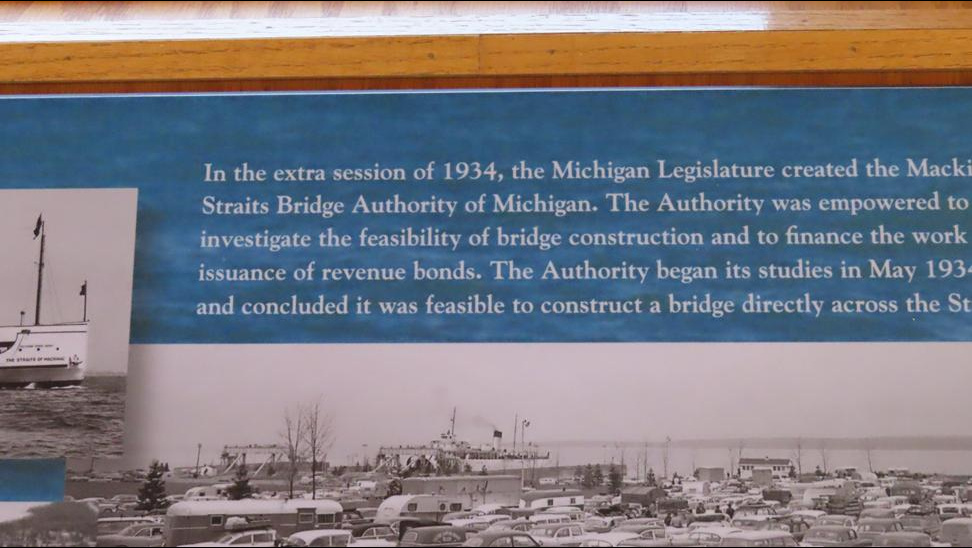 In the extra session of 1934, the Michigan Legislature created the Macki
Straits Bridge Authority of Michigan. The Authority was empowered to
investigate the feasibility of bridge construction and to finance the work
issuance of revenue bonds. The Authority began its studies in May 1934
and concluded it was feasible to construct a bridge directly across the St
THE STRAITS OF MACKINAC